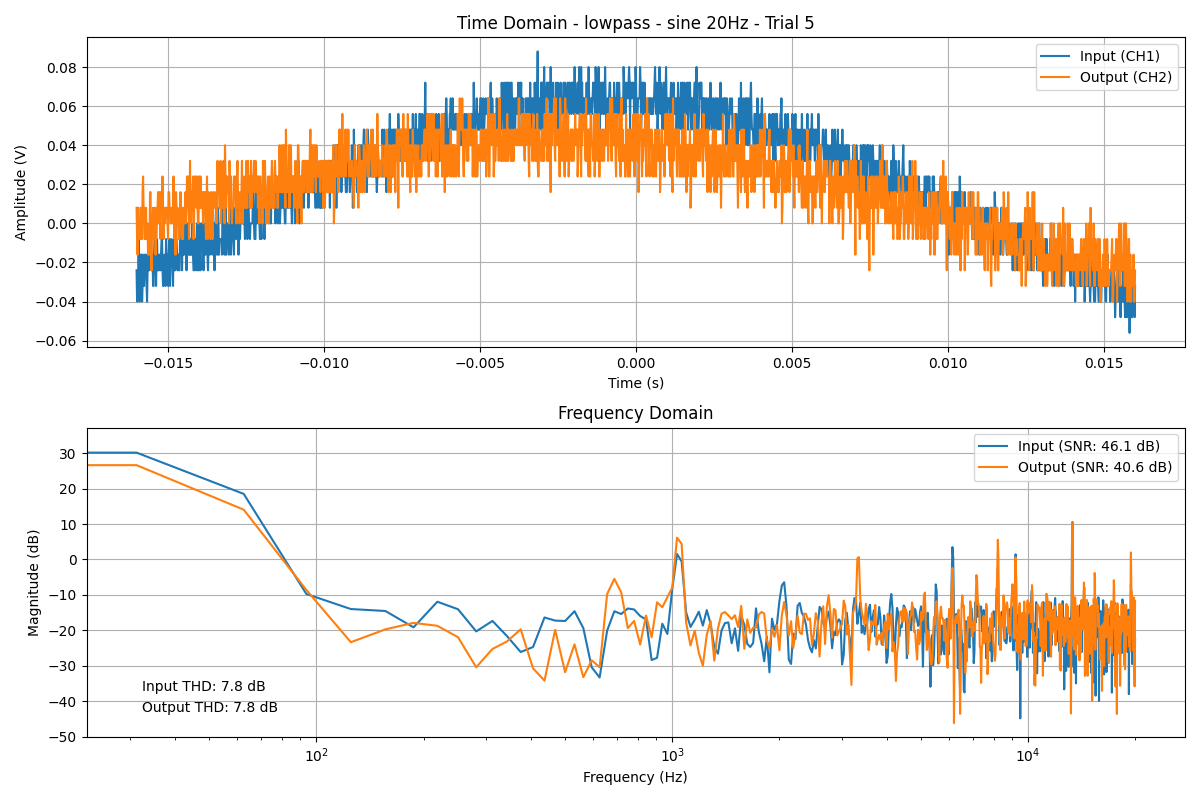 Time Domain - lowpass - sine 20Hz - Trial 5
Amplitude (V)
0.08
0.06
0.04
0.02
0.00
−0.02
−0.04
−0.06
Input (CH1)
Output (CH2)
−0.015
−0.010
−0.005
0.000
0.005
0.010
0.015
Time (s)
Frequency Domain
Magnitude (dB)
30
20
10
0
−10
−20
−30
−40
−50
Input (SNR: 46.1 dB)
Output (SNR: 40.6 dB)
Input THD: 7.8 dB
Output THD: 7.8 dB
10²
10³
10⁴
Frequency (Hz)